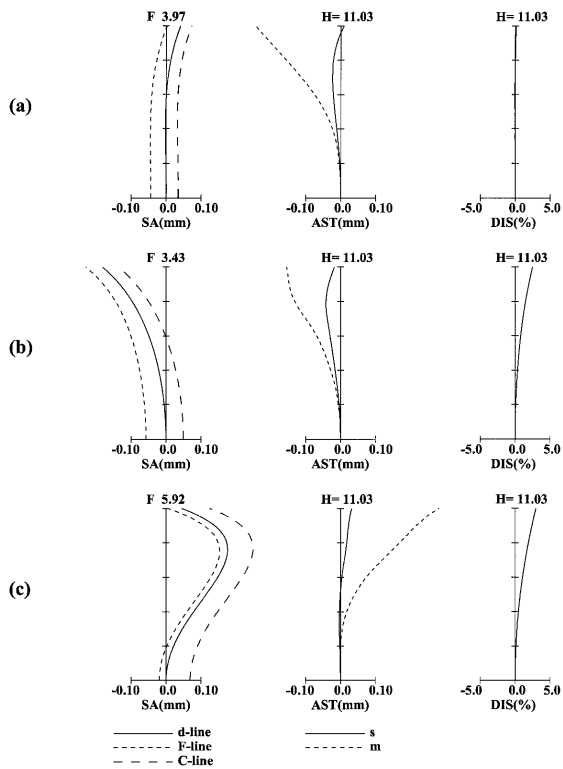 F 3.97 H= 11.03 H= 11.03
(a)
-0.10 0.0 0.10 -0.10 0.0 0.10 -5.0 0.0 5.0
SA(mm) AST(mm) DIS(%)
F 3.43 H= 11.03 H= 11.03
(b)
-0.10 0.0 0.10 -0.10 0.0 0.10 -5.0 0.0 5.0
SA(mm) AST(mm) DIS(%)
F 5.92 H= 11.03 H= 11.03
(c)
-0.10 0.0 0.10 -0.10 0.0 0.10 -5.0 0.0 5.0
SA(mm) AST(mm) DIS(%)
d-line s
F-line m
C-line